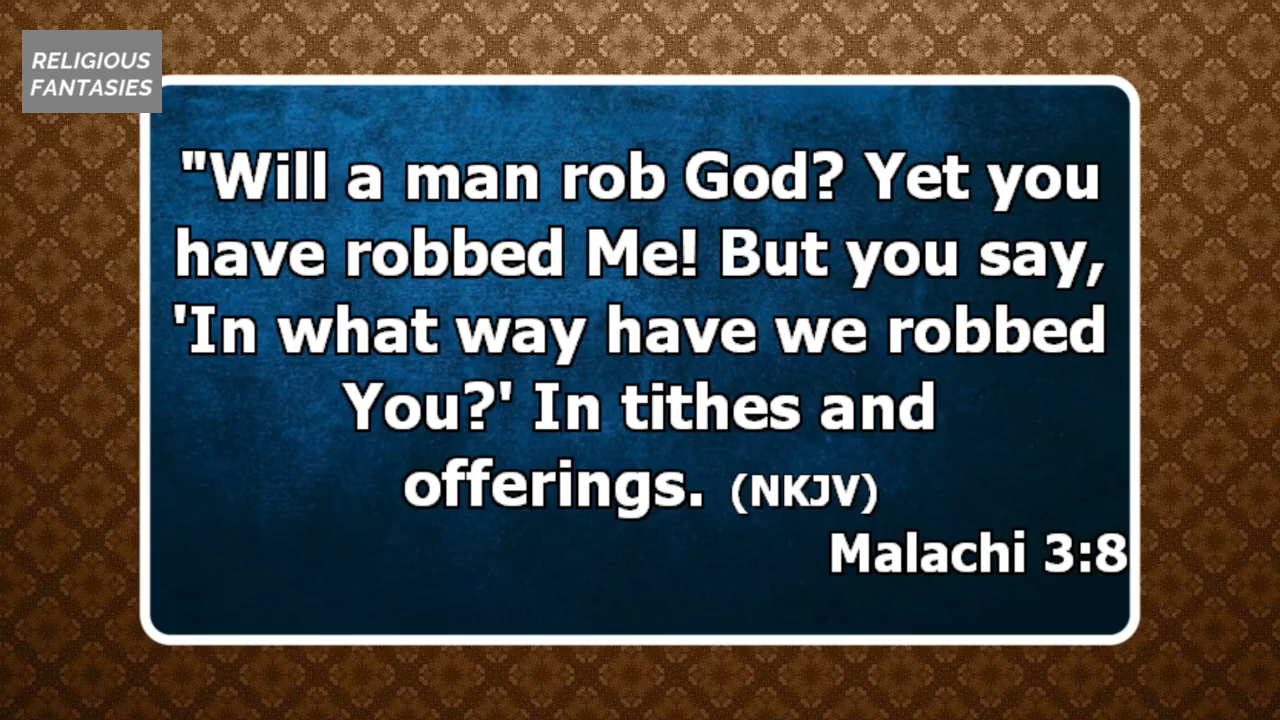 RELIGIOUS
FANTASIES
"Will a man rob God? Yet you
have robbed Me! But you say,
'In what way have we robbed
You?' In tithes and
offerings. (NKJV)
Malachi 3:8